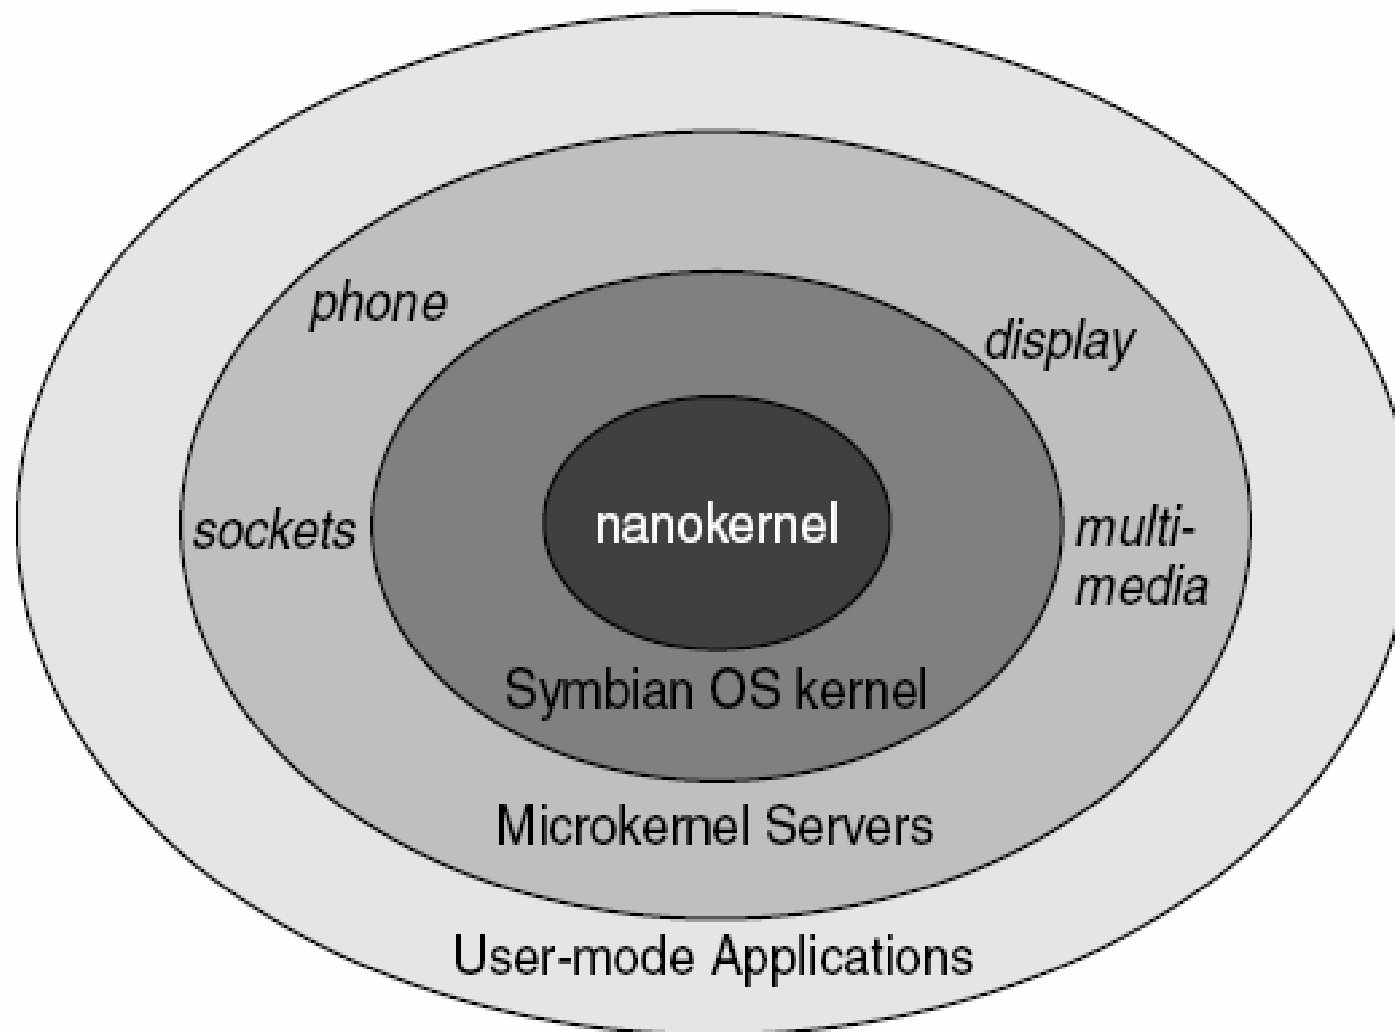 phone
display
sockets
nanokernel
multi-
media
Symbian OS kernel
Microkernel Servers
User-mode Applications